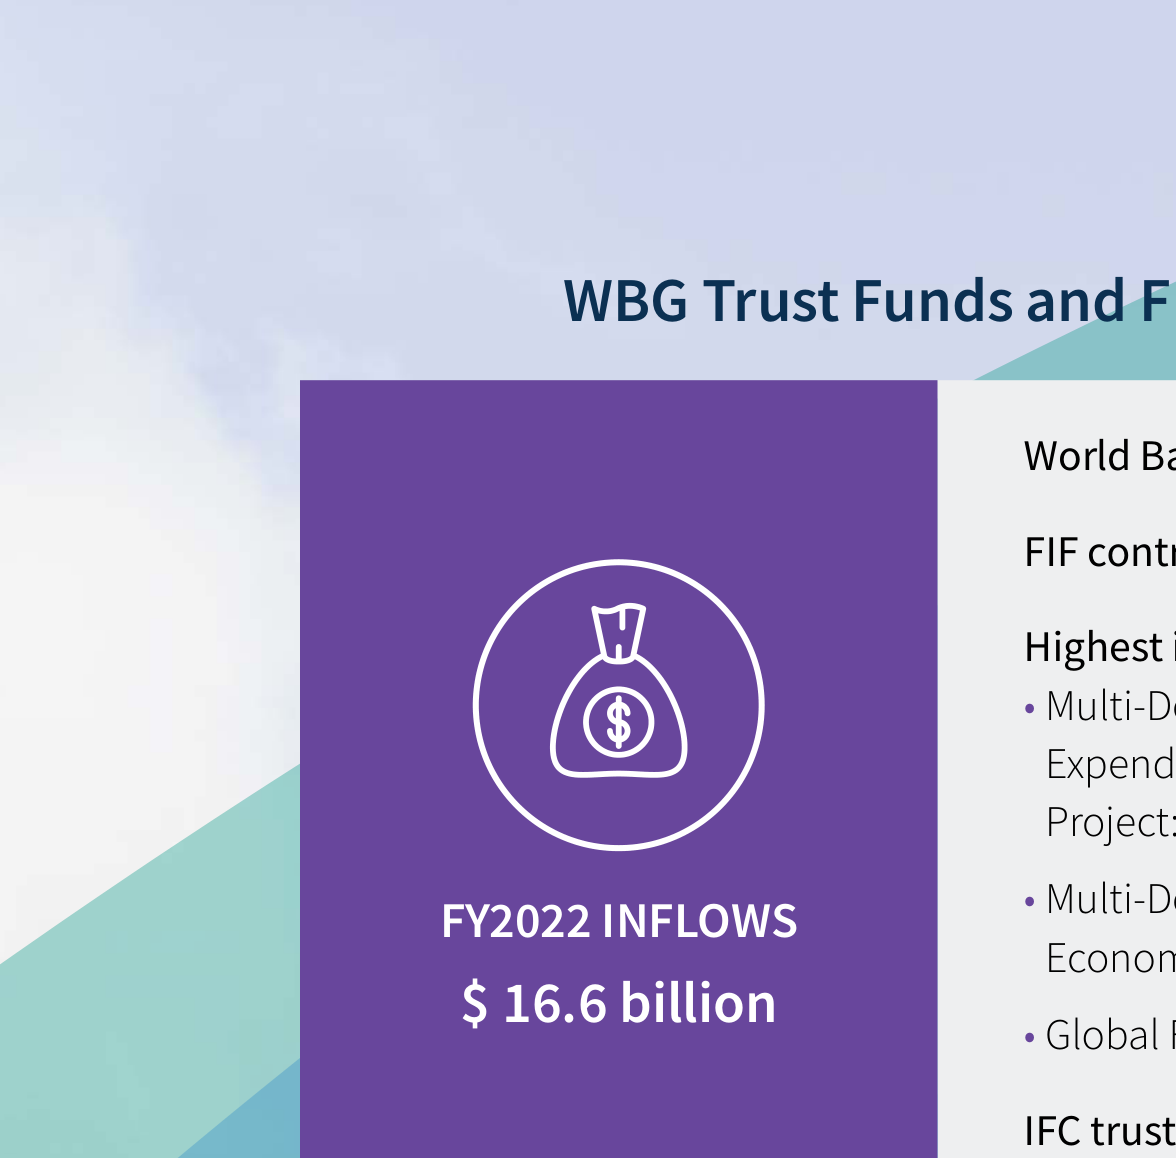 WBG Trust Funds and F
FY2022 INFLOWS
$ 16.6 billion
World Ba
FIF contr
Highest i
• Multi-D
Expend
Project:
• Multi-D
Econom
• Global
IFC trust